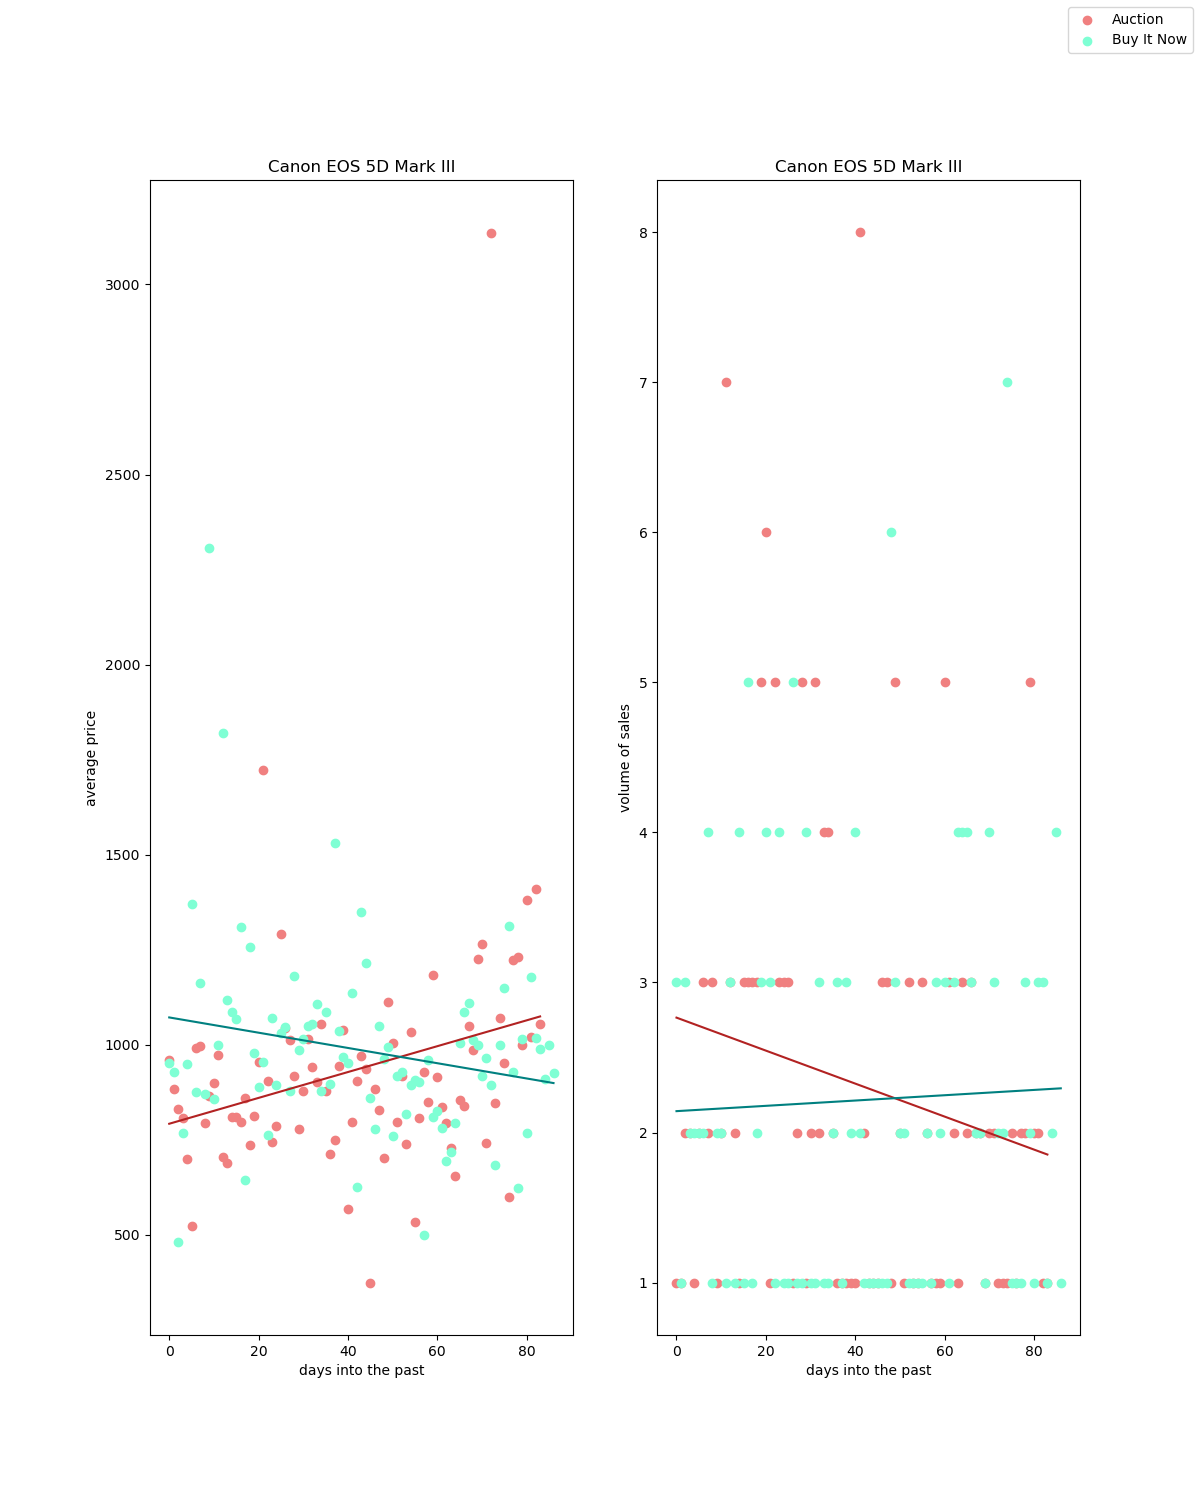 Auction
Buy It Now
Canon EOS 5D Mark III
average price
3000
2500
2000
1500
1000
500
0 20 40 60 80
days into the past
Canon EOS 5D Mark III
volume of sales
8
7
6
5
4
3
2
1
0 20 40 60 80
days into the past